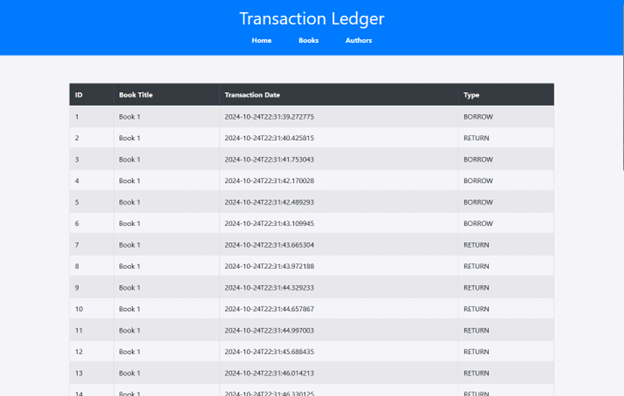 Transaction Ledger
Home Books Authors
ID Book Title Transaction Date Type
1 Book 1 2024-10-24T22:31:39.272775 BORROW
2 Book 1 2024-10-24T22:31:40.425815 RETURN
3 Book 1 2024-10-24T22:31:41.753043 BORROW
4 Book 1 2024-10-24T22:31:42.170028 BORROW
5 Book 1 2024-10-24T22:31:42.489293 BORROW
6 Book 1 2024-10-24T22:31:43.109945 BORROW
7 Book 1 2024-10-24T22:31:43.665304 RETURN
8 Book 1 2024-10-24T22:31:43.972188 RETURN
9 Book 1 2024-10-24T22:31:44.329233 RETURN
10 Book 1 2024-10-24T22:31:44.657867 RETURN
11 Book 1 2024-10-24T22:31:44.997003 RETURN
12 Book 1 2024-10-24T22:31:45.688435 RETURN
13 Book 1 2024-10-24T22:31:46.014213 RETURN
14 Book 1 2024-10-24T22:31:46.330125 RETURN